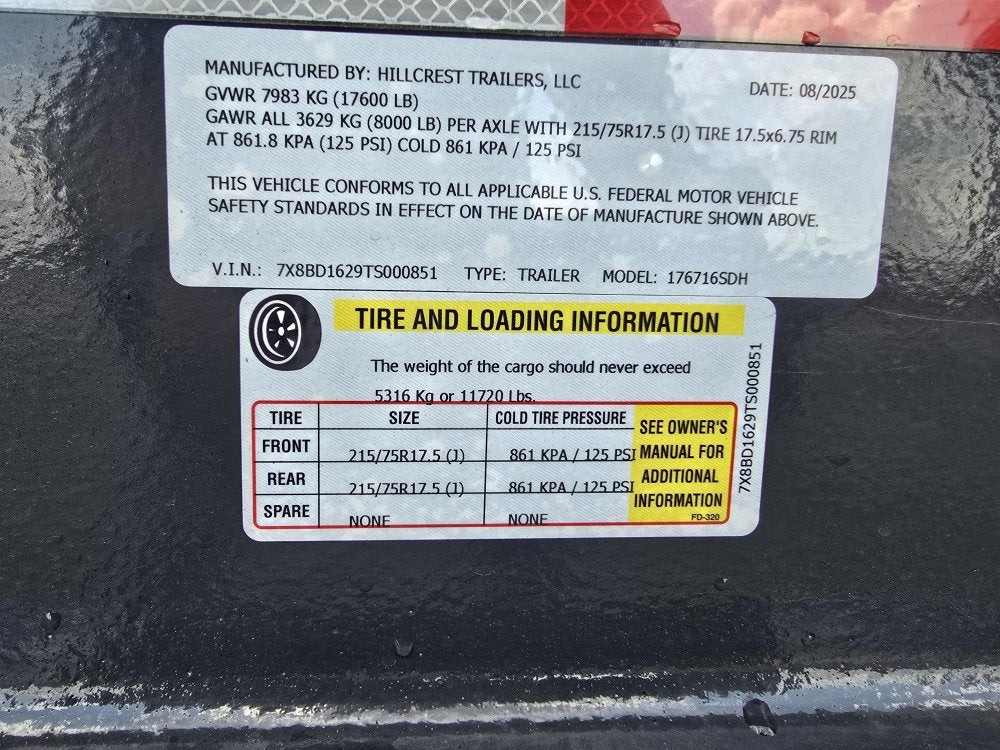 MANUFACTURED BY: HILLCREST TRAILERS, LLC DATE: 08/2025
GVWR 7983 KG (17600 LB)
GAWR ALL 3629 KG (8000 LB) PER AXLE WITH 215/75R17.5 (J) TIRE 17.5x6.75 RIM
AT 861.8 KPA (125 PSI) COLD 861 KPA / 125 PSI
THIS VEHICLE CONFORMS TO ALL APPLICABLE U.S. FEDERAL MOTOR VEHICLE
SAFETY STANDARDS IN EFFECT ON THE DATE OF MANUFACTURE SHOWN ABOVE.
V.I.N.: 7X8BD1629TS000851 TYPE: TRAILER MODEL: 176716SDH
TIRE AND LOADING INFORMATION
The weight of the cargo should never exceed
5316 Kg or 11720 Lbs.
TIRE SIZE COLD TIRE PRESSURE
FRONT 215/75R17.5 (J) 861 KPA / 125 PSI
REAR 215/75R17.5 (J) 861 KPA / 125 PSI
SPARE NONE NONE
SEE OWNER'S
MANUAL FOR
ADDITIONAL
INFORMATION
FD-320
7X8BD1629TS000851